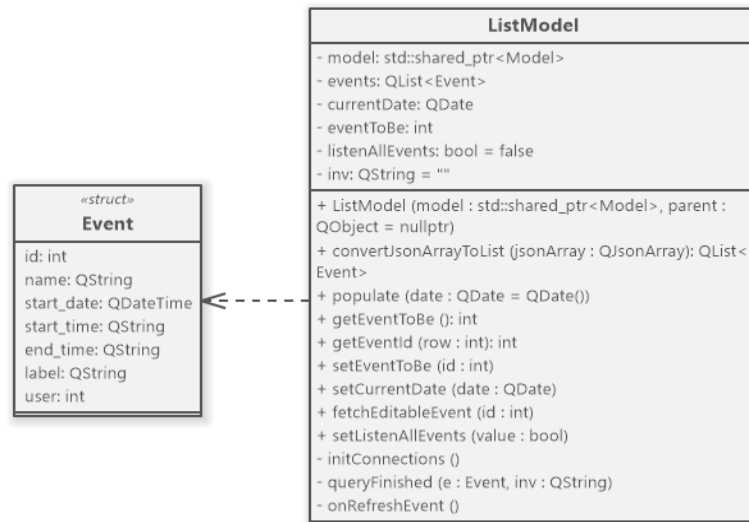 «struct»
Event
id: int
name: QString
start_date: QDateTime
start_time: QString
end_time: QString
label: QString
user: int
ListModel
- model: std::shared_ptr<Model>
- events: QList<Event>
- currentDate: QDate
- eventToBe: int
- listenAllEvents: bool = false
- inv: QString = ""
+ ListModel (model : std::shared_ptr<Model>, parent :
QObject = nullptr)
+ convertJsonArrayToList (jsonArray : QJsonArray): QList<
Event>
+ populate (date : QDate = QDate())
+ getEventToBe (): int
+ getEventId (row : int): int
+ setEventToBe (id : int)
+ setCurrentDate (date : QDate)
+ fetchEditableEvent (id : int)
+ setListenAllEvents (value : bool)
- initConnections ()
- queryFinished (e : Event, inv : QString)
- onRefreshEvent ()